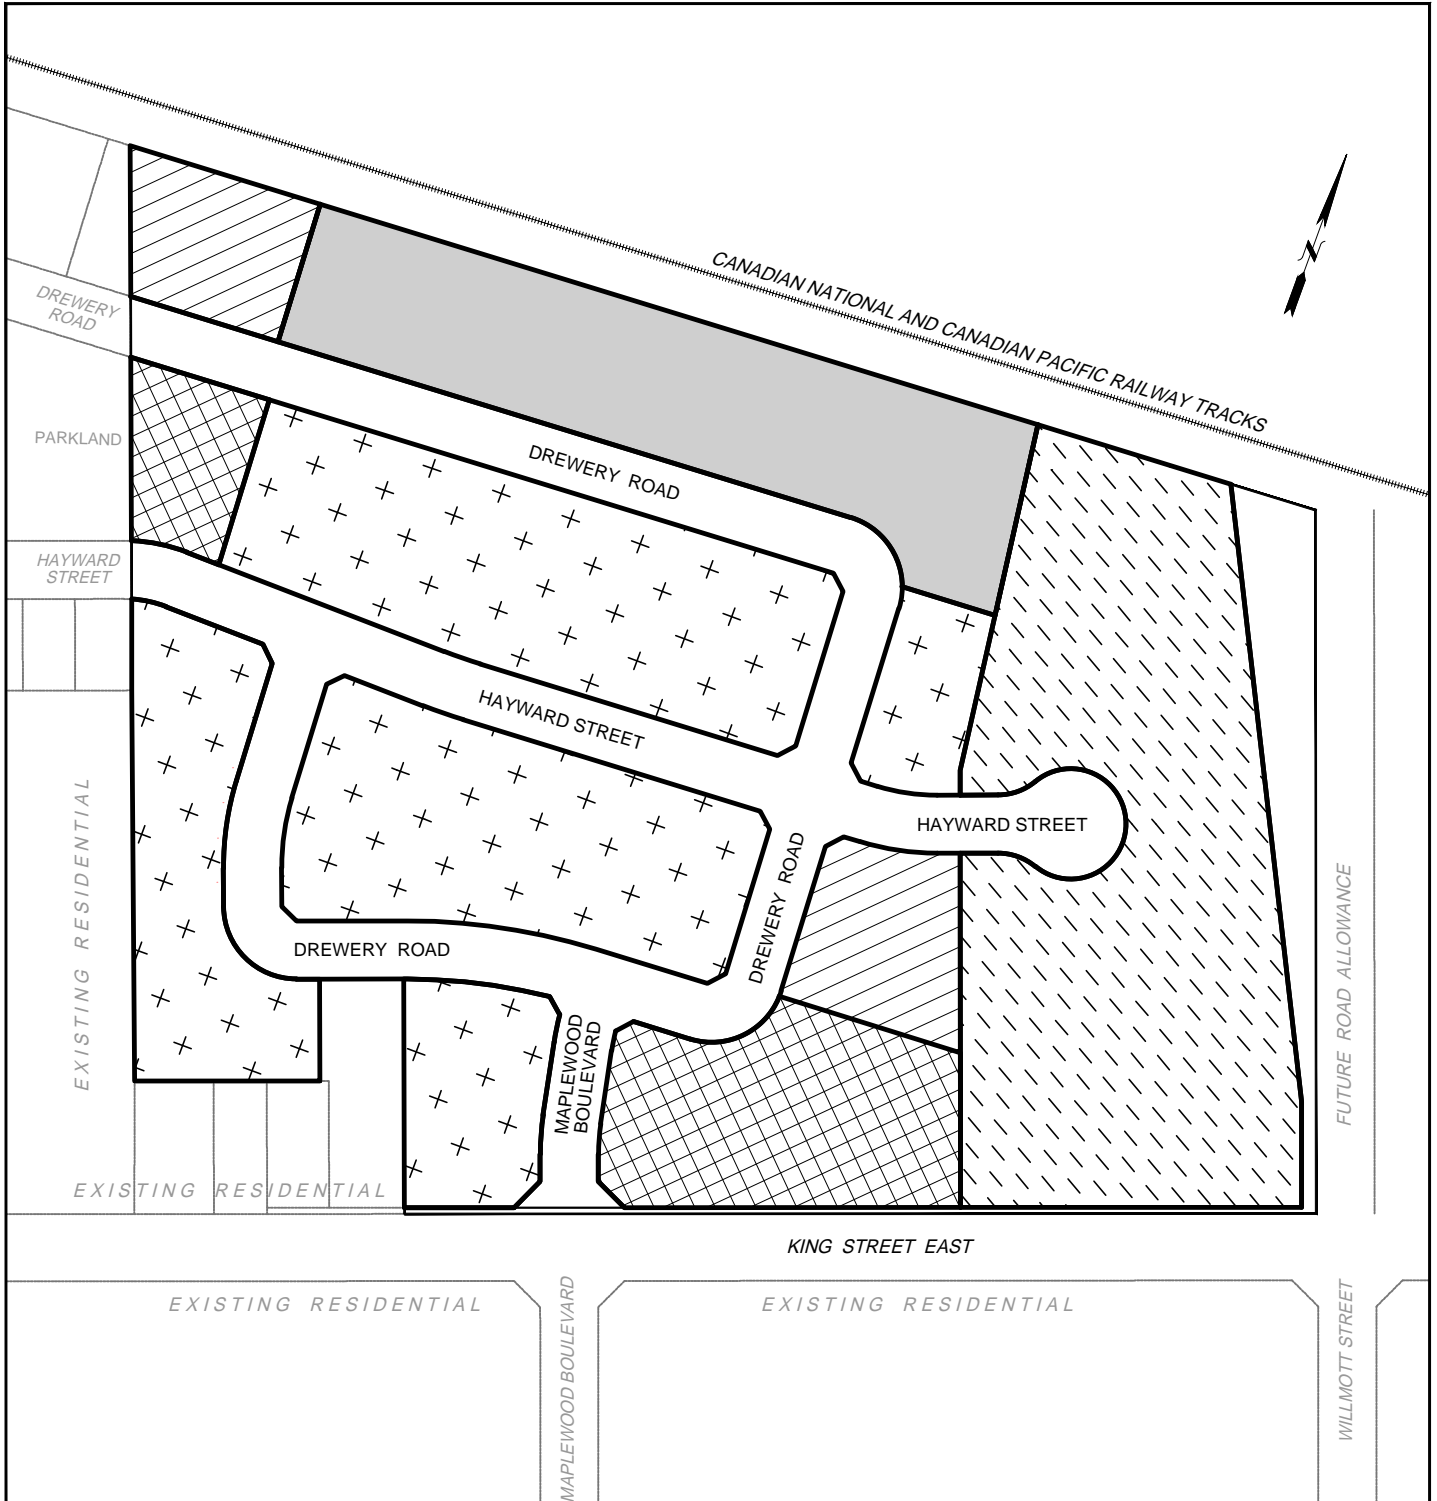 N
CANADIAN NATIONAL AND CANADIAN PACIFIC RAILWAY TRACKS
DREWERY
ROAD
PARKLAND
DREWERY ROAD
HAYWARD
STREET
HAYWARD STREET
HAYWARD STREET
EXISTING RESIDENTIAL
DREWERY ROAD
DREWERY ROAD
FUTURE ROAD ALLOWANCE
MAPLEWOOD
BOULEVARD
EXISTING RESIDENTIAL
KING STREET EAST
EXISTING RESIDENTIAL
EXISTING RESIDENTIAL
MAPLEWOOD BOULEVARD
WILLMOTT STREET